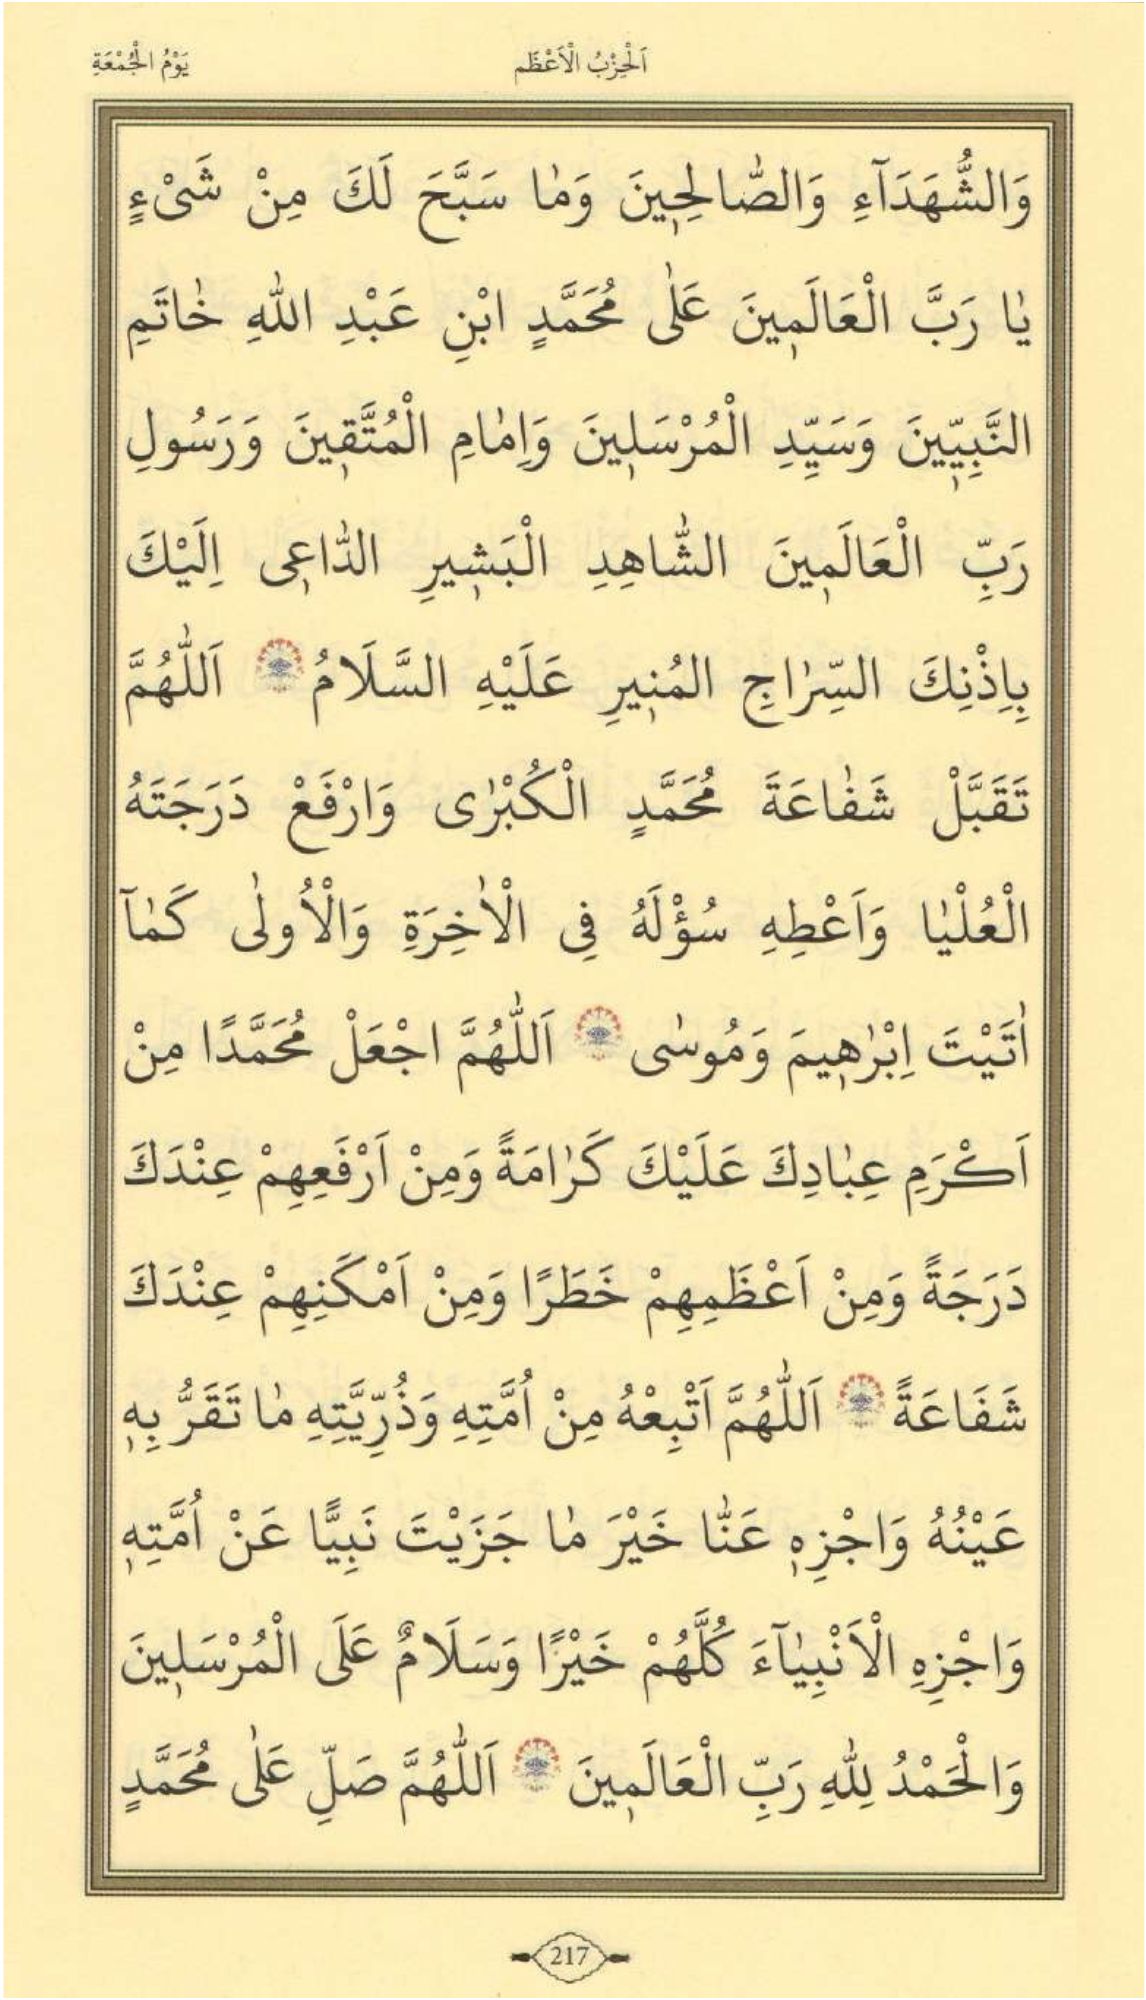 اَلْحِزْبُ الْاَعْظَم
يَوْمُ الْجُمْعَةِ
وَالشُّهَدَآءِ وَالصّٰالِحٖينَ وَمٰا سَبَّحَ لَكَ مِنْ شَىْءٍ
يٰا رَبَّ الْعَالَمٖينَ عَلٰى مُحَمَّدٍ ابْنِ عَبْدِ اللهِ خٰاتَمِ
النَّبِيّٖينَ وَسَيِّدِ الْمُرْسَلٖينَ وَاِمٰامِ الْمُتَّقٖينَ وَرَسُولِ
رَبِّ الْعَالَمٖينَ الشّٰاهِدِ الْبَشٖيرِ الدّٰاعٖى اِلَيْكَ
بِاِذْنِكَ السِّرٰاجِ المُنٖيرِ عَلَيْهِ السَّلَامُ ۝ اَللّٰهُمَّ
تَقَبَّلْ شَفٰاعَةَ مُحَمَّدٍ الْكُبْرٰى وَارْفَعْ دَرَجَتَهُ
الْعُلْيٰا وَاَعْطِهِ سُؤْلَهُ فِى الْاٰخِرَةِ وَالْاُولٰى كَمٰآ
اٰتَيْتَ اِبْرٰهٖيمَ وَمُوسٰى ۝ اَللّٰهُمَّ اجْعَلْ مُحَمَّدًا مِنْ
اَكْرَمِ عِبٰادِكَ عَلَيْكَ كَرٰامَةً وَمِنْ اَرْفَعِهِمْ عِنْدَكَ
دَرَجَةً وَمِنْ اَعْظَمِهِمْ خَطَرًا وَمِنْ اَمْكَنِهِمْ عِنْدَكَ
شَفَاعَةً ۝ اَللّٰهُمَّ اَتْبِعْهُ مِنْ اُمَّتِهِ وَذُرِّيَّتِهِ مٰا تَقَرُّ بِهٖ
عَيْنُهُ وَاجْزِهٖ عَنّٰا خَيْرَ مٰا جَزَيْتَ نَبِيًّا عَنْ اُمَّتِهٖ
وَاجْزِهِ الْاَنْبِيٰآءَ كُلَّهُمْ خَيْرًا وَسَلَامٌ عَلَى الْمُرْسَلٖينَ
وَالْحَمْدُ لِلّٰهِ رَبِّ الْعَالَمٖينَ ۝ اَللّٰهُمَّ صَلِّ عَلٰى مُحَمَّدٍ
217